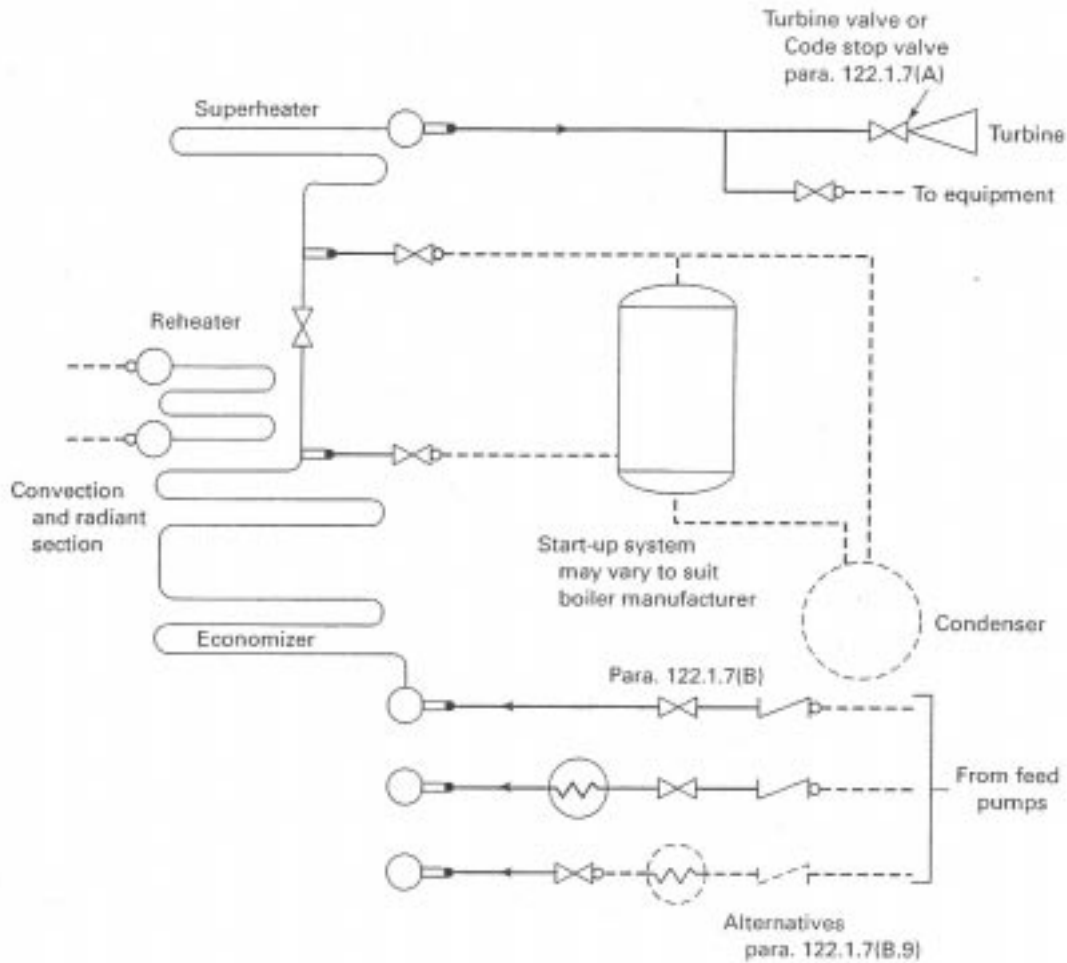 Turbine valve or
Code stop valve
para. 122.1.7(A)
Superheater
Turbine
To equipment
Reheater
Convection
and radiant
section
Start-up system
may vary to suit
boiler manufacturer
Condenser
Economizer
Para. 122.1.7(B)
From feed
pumps
Alternatives
para. 122.1.7(B.9)